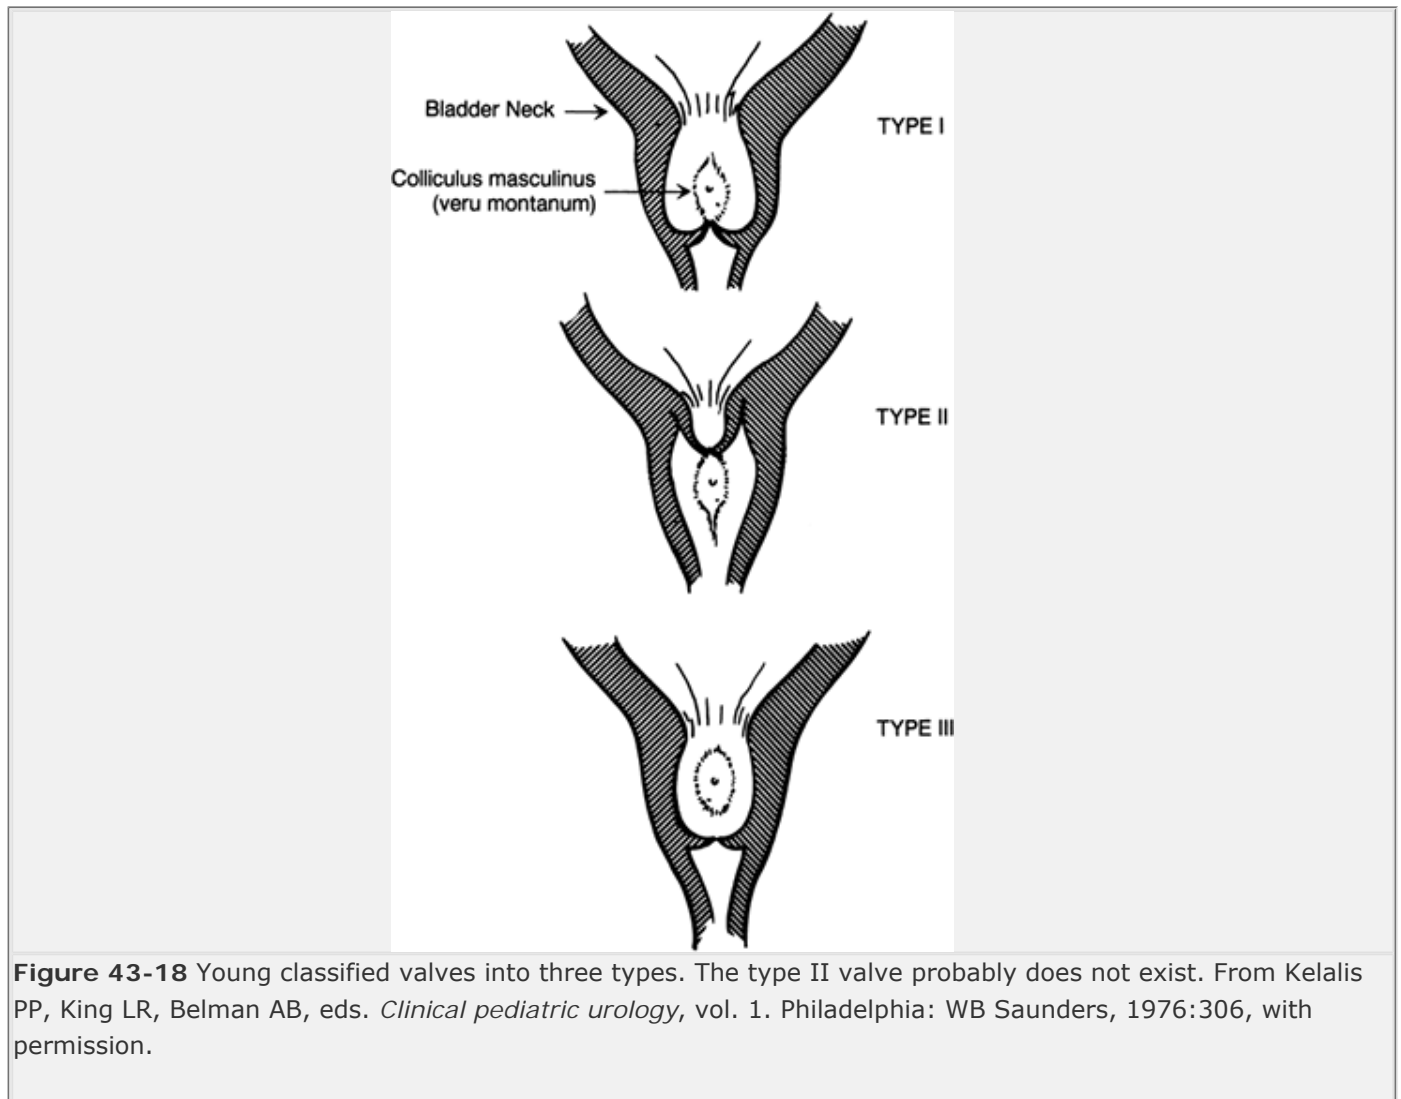 Bladder Neck
TYPE I
Colliculus masculinus
(veru montanum)
TYPE II
TYPE III
Figure 43-18 Young classified valves into three types. The type II valve probably does not exist. From Kelalis
PP, King LR, Belman AB, eds. Clinical pediatric urology, vol. 1. Philadelphia: WB Saunders, 1976:306, with
permission.